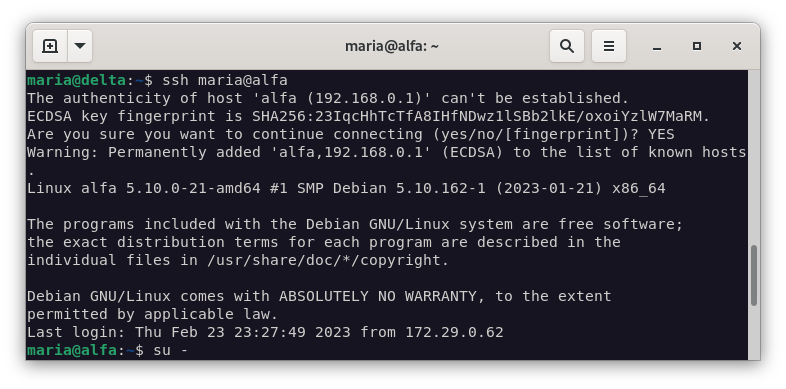 maria@alfa: ~
maria@delta:~$ ssh maria@alfa
The authenticity of host 'alfa (192.168.0.1)' can't be established.
ECDSA key fingerprint is SHA256:23IqcHhTcTfA8IHfNDwz1lSBb2lkE/oxoiYzlW7MaRM.
Are you sure you want to continue connecting (yes/no/[fingerprint])? YES
Warning: Permanently added 'alfa,192.168.0.1' (ECDSA) to the list of known hosts
.
Linux alfa 5.10.0-21-amd64 #1 SMP Debian 5.10.162-1 (2023-01-21) x86_64
The programs included with the Debian GNU/Linux system are free software;
the exact distribution terms for each program are described in the
individual files in /usr/share/doc/*/copyright.
Debian GNU/Linux comes with ABSOLUTELY NO WARRANTY, to the extent
permitted by applicable law.
Last login: Thu Feb 23 23:27:49 2023 from 172.29.0.62
maria@alfa:~$ su -